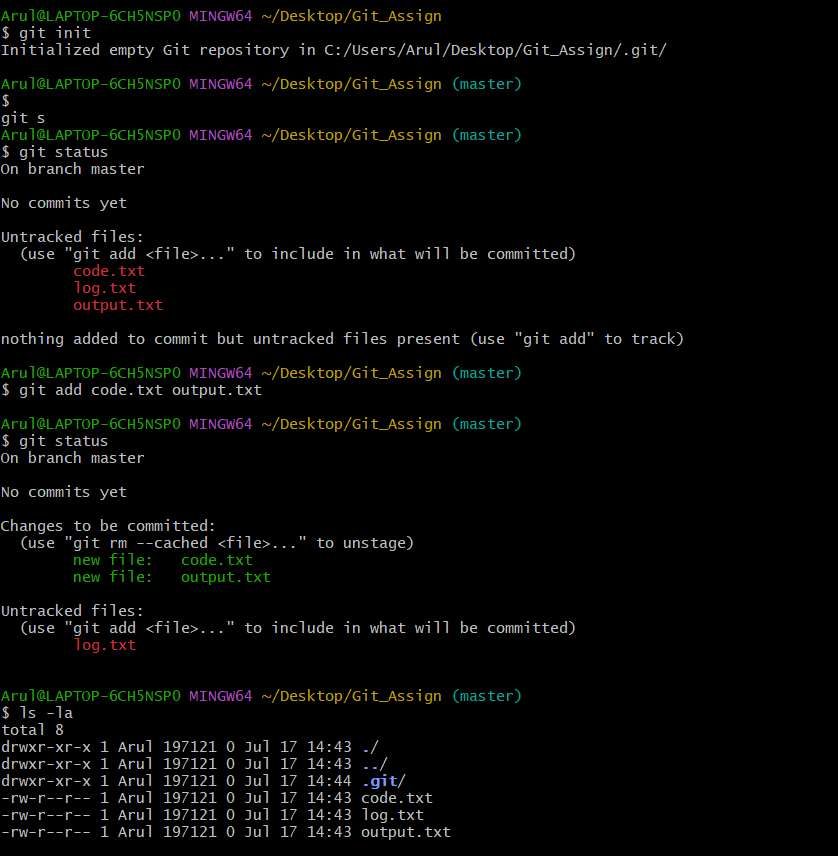 Arul@LAPTOP-6CH5NSP0 MINGW64 ~/Desktop/Git_Assign
$ git init
Initialized empty Git repository in C:/Users/Arul/Desktop/Git_Assign/.git/

Arul@LAPTOP-6CH5NSP0 MINGW64 ~/Desktop/Git_Assign (master)
$
git s
Arul@LAPTOP-6CH5NSP0 MINGW64 ~/Desktop/Git_Assign (master)
$ git status
On branch master

No commits yet

Untracked files:
  (use "git add <file>..." to include in what will be committed)
        code.txt
        log.txt
        output.txt

nothing added to commit but untracked files present (use "git add" to track)

Arul@LAPTOP-6CH5NSP0 MINGW64 ~/Desktop/Git_Assign (master)
$ git add code.txt output.txt

Arul@LAPTOP-6CH5NSP0 MINGW64 ~/Desktop/Git_Assign (master)
$ git status
On branch master

No commits yet

Changes to be committed:
  (use "git rm --cached <file>..." to unstage)
        new file:   code.txt
        new file:   output.txt

Untracked files:
  (use "git add <file>..." to include in what will be committed)
        log.txt


Arul@LAPTOP-6CH5NSP0 MINGW64 ~/Desktop/Git_Assign (master)
$ ls -la
total 8
drwxr-xr-x 1 Arul 197121 0 Jul 17 14:43 ./
drwxr-xr-x 1 Arul 197121 0 Jul 17 14:43 ../
drwxr-xr-x 1 Arul 197121 0 Jul 17 14:44 .git/
-rw-r--r-- 1 Arul 197121 0 Jul 17 14:43 code.txt
-rw-r--r-- 1 Arul 197121 0 Jul 17 14:43 log.txt
-rw-r--r-- 1 Arul 197121 0 Jul 17 14:43 output.txt